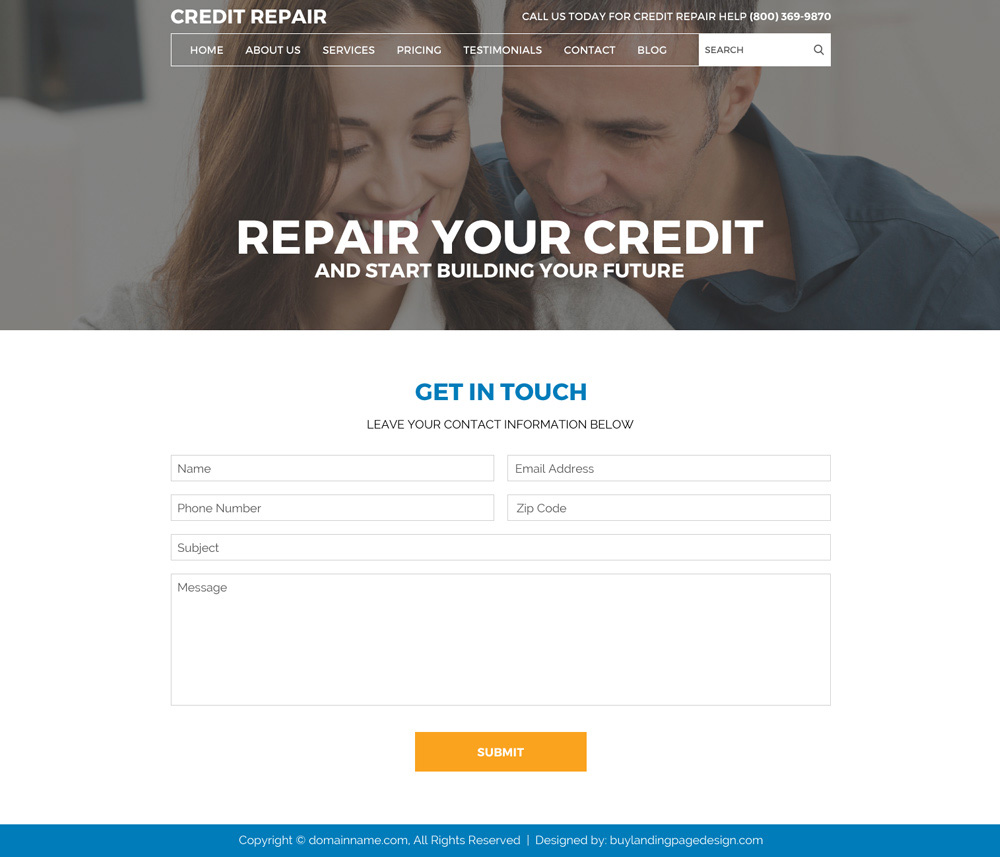 CREDIT REPAIR
CALL US TODAY FOR CREDIT REPAIR HELP (800) 369-9870
HOME ABOUT US SERVICES PRICING TESTIMONIALS CONTACT BLOG SEARCH
REPAIR YOUR CREDIT
AND START BUILDING YOUR FUTURE
GET IN TOUCH
LEAVE YOUR CONTACT INFORMATION BELOW
Name Email Address
Phone Number Zip Code
Subject
Message
SUBMIT
Copyright © domainname.com, All Rights Reserved | Designed by: buylandingpagedesign.com